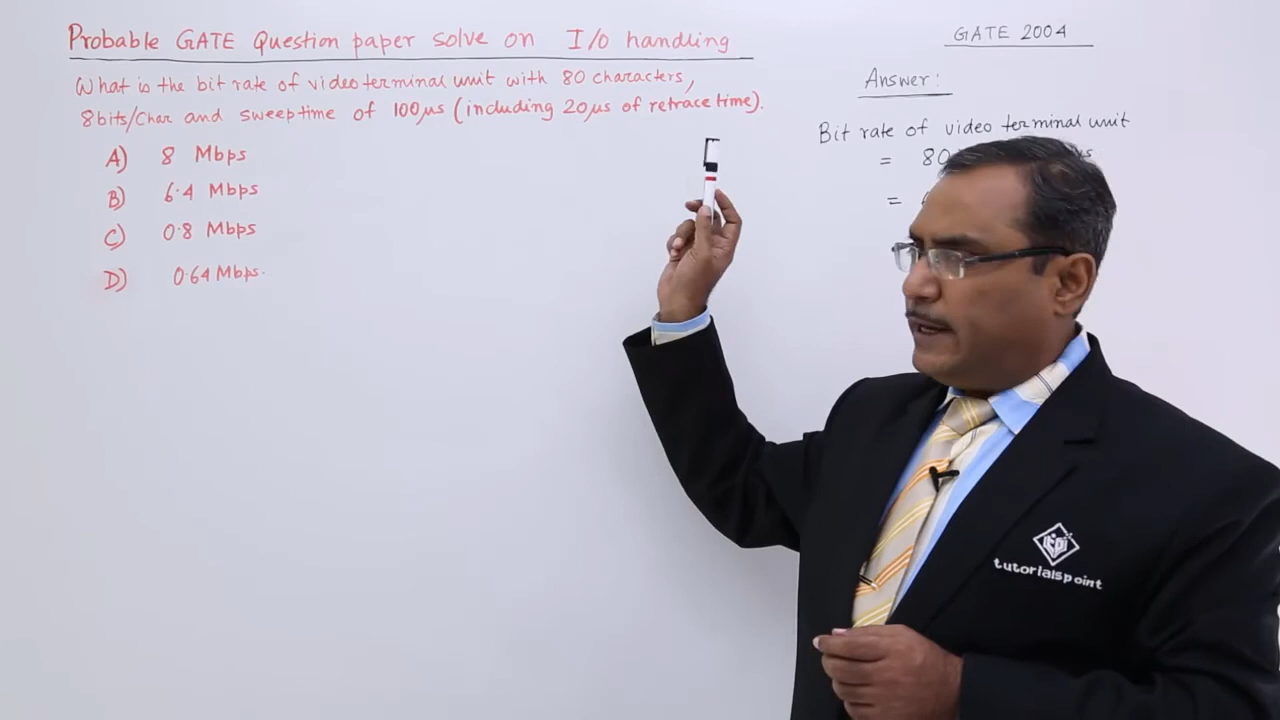 Probable GATE Question paper solve on I/O handling
What is the bit rate of video terminal unit with 80 characters,
8bits/char and sweeptime of 100μs (including 20μs of retrace time).
A) 8 Mbps
B) 6.4 Mbps
C) 0.8 Mbps
D) 0.64 Mbps.
GATE 2004
Answer:
Bit rate of video terminal unit
= 80
=
tutorialspoint